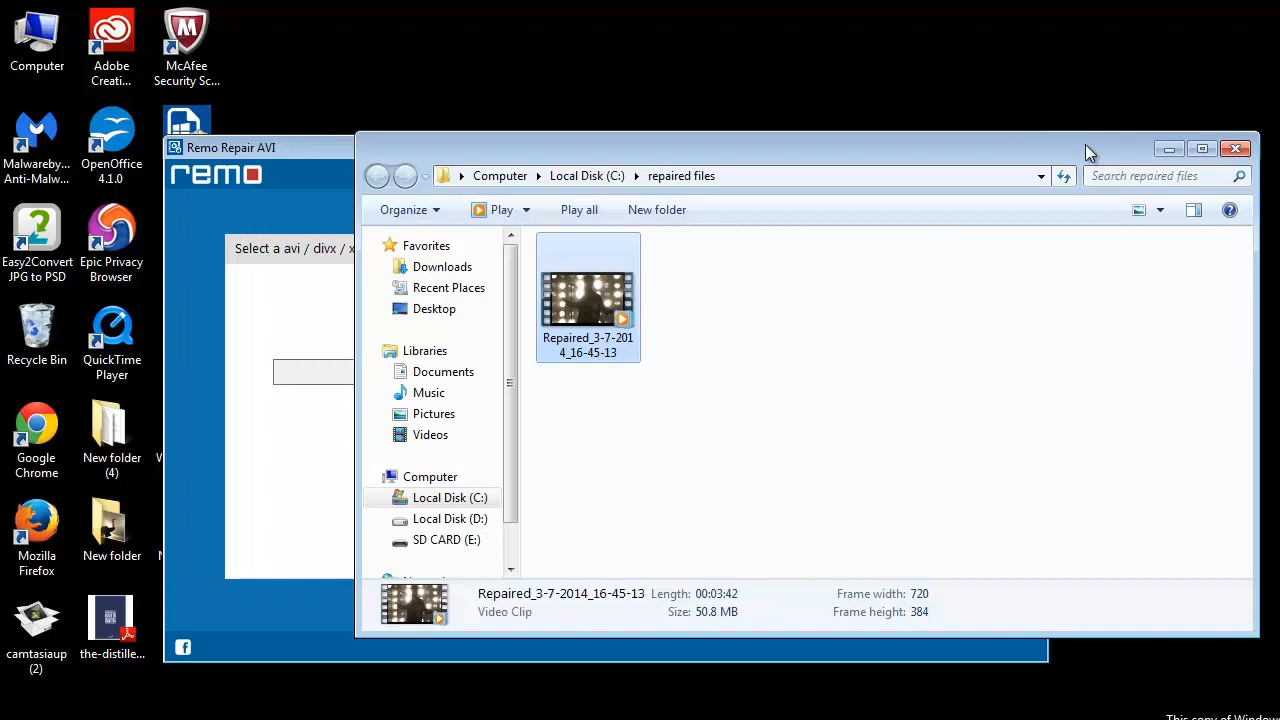 Computer
Adobe
Creati...
McAfee
Security Sc...
Malwareby...
Anti-Malw...
OpenOffice
4.1.0
Easy2Convert
JPG to PSD
Epic Privacy
Browser
Recycle Bin
QuickTime
Player
Google
Chrome
New folder
(4)
Mozilla
Firefox
New folder
camtasiaup
(2)
the-distille...
Remo Repair AVI
remo
Select a avi / divx / x
Computer
Local Disk (C:)
repaired files
Search repaired files
Organize
Play
Play all
New folder
Favorites
Downloads
Recent Places
Desktop
Libraries
Documents
Music
Pictures
Videos
Computer
Local Disk (C:)
Local Disk (D:)
SD CARD (E:)
Repaired_3-7-201
4_16-45-13
Repaired_3-7-2014_16-45-13 Length: 00:03:42 Frame width: 720
Video Clip Size: 50.8 MB Frame height: 384
This copy of Window